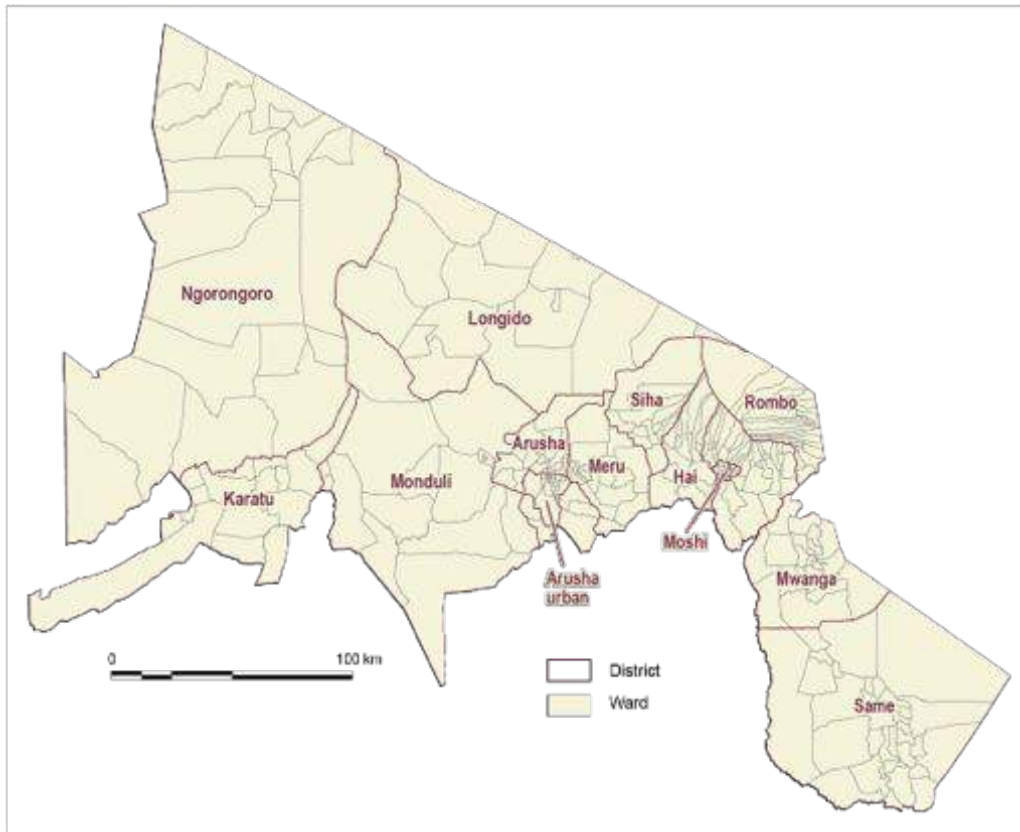 Ngorongoro
Longido
Siha
Rombo
Arusha
Meru
Hai
Monduli
Karatu
Moshi
Arusha
urban
Mwanga
0 100 km
District
Ward
Same